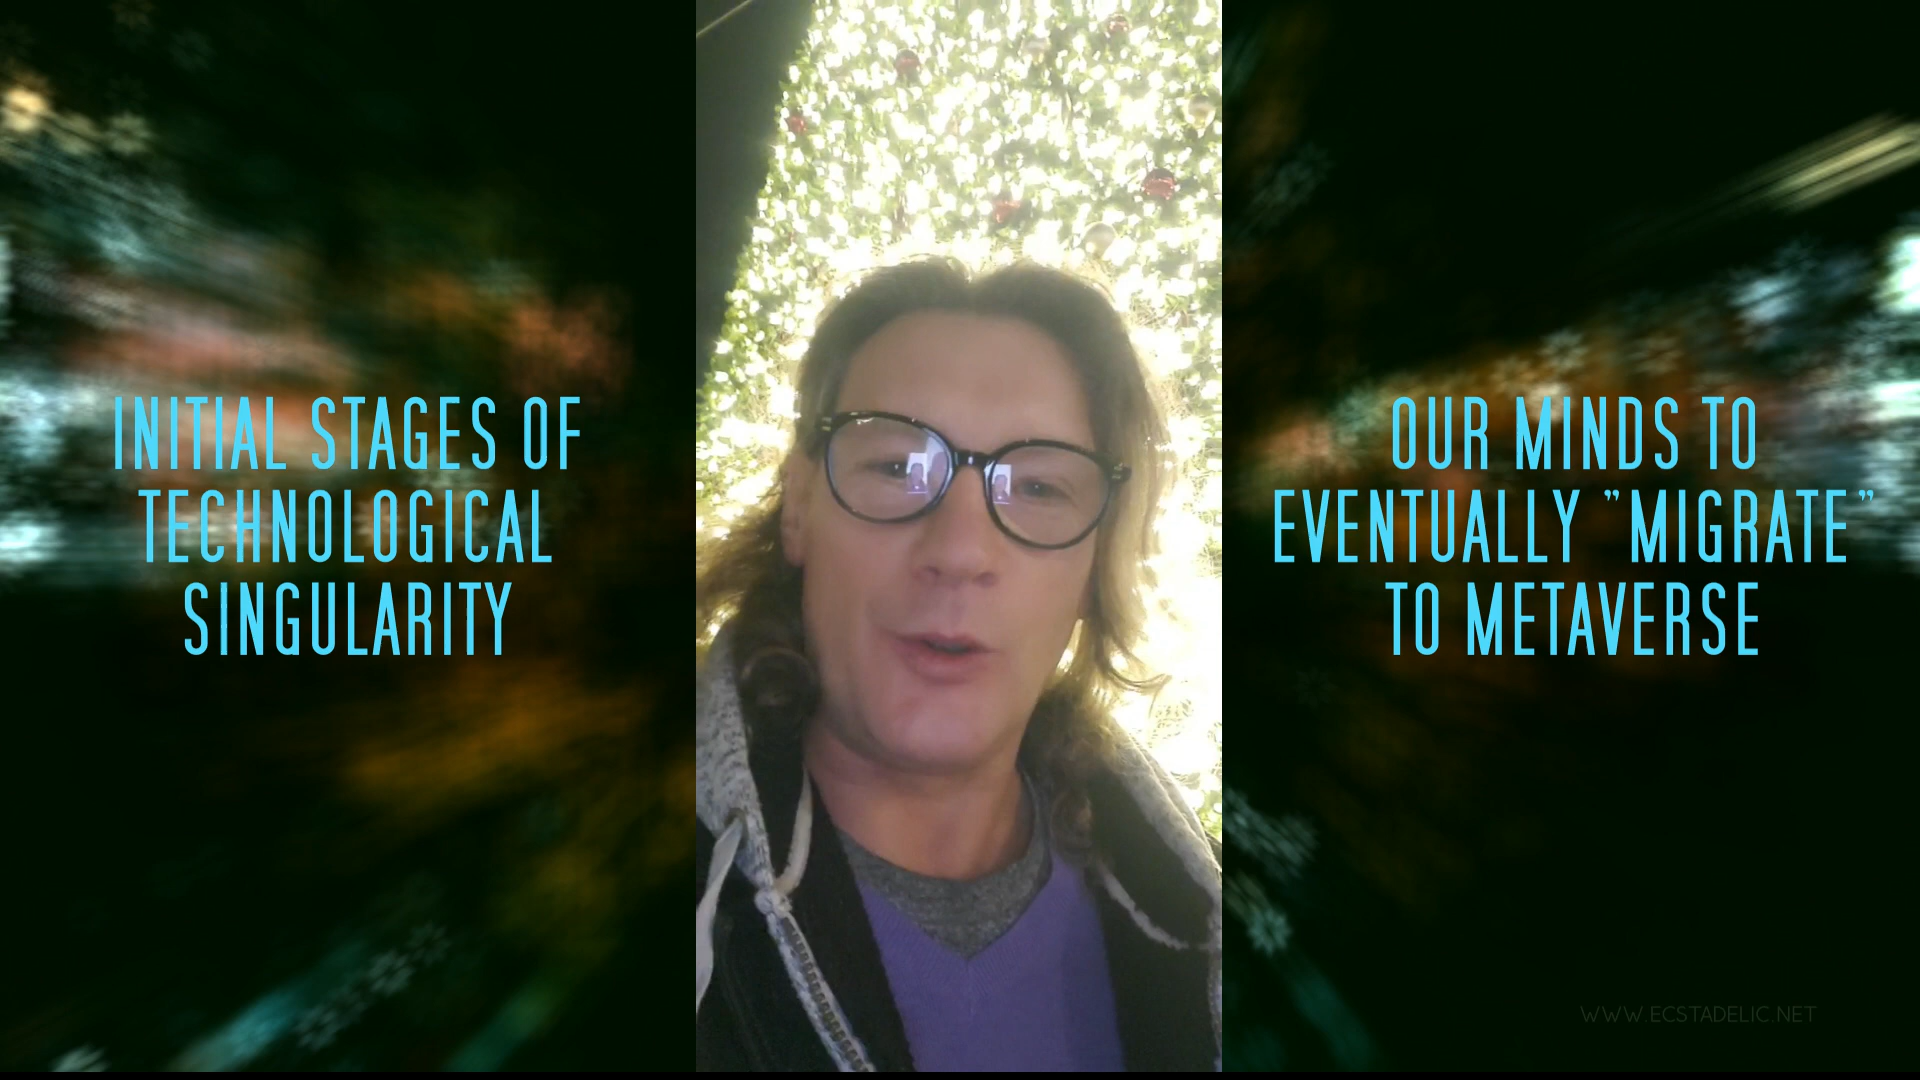 INITIAL STAGES OF
TECHNOLOGICAL
SINGULARITY
OUR MINDS TO
EVENTUALLY "MIGRATE"
TO METAVERSE
WWW.ECSTADELIC.NET